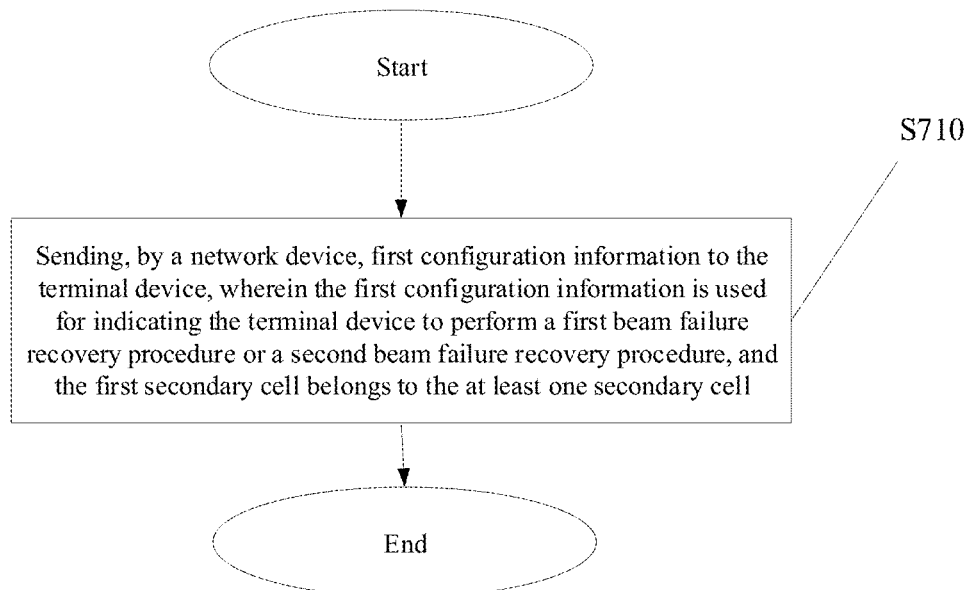 Start
S710
Sending, by a network device, first configuration information to the
terminal device, wherein the first configuration information is used
for indicating the terminal device to perform a first beam failure
recovery procedure or a second beam failure recovery procedure, and
the first secondary cell belongs to the at least one secondary cell
End